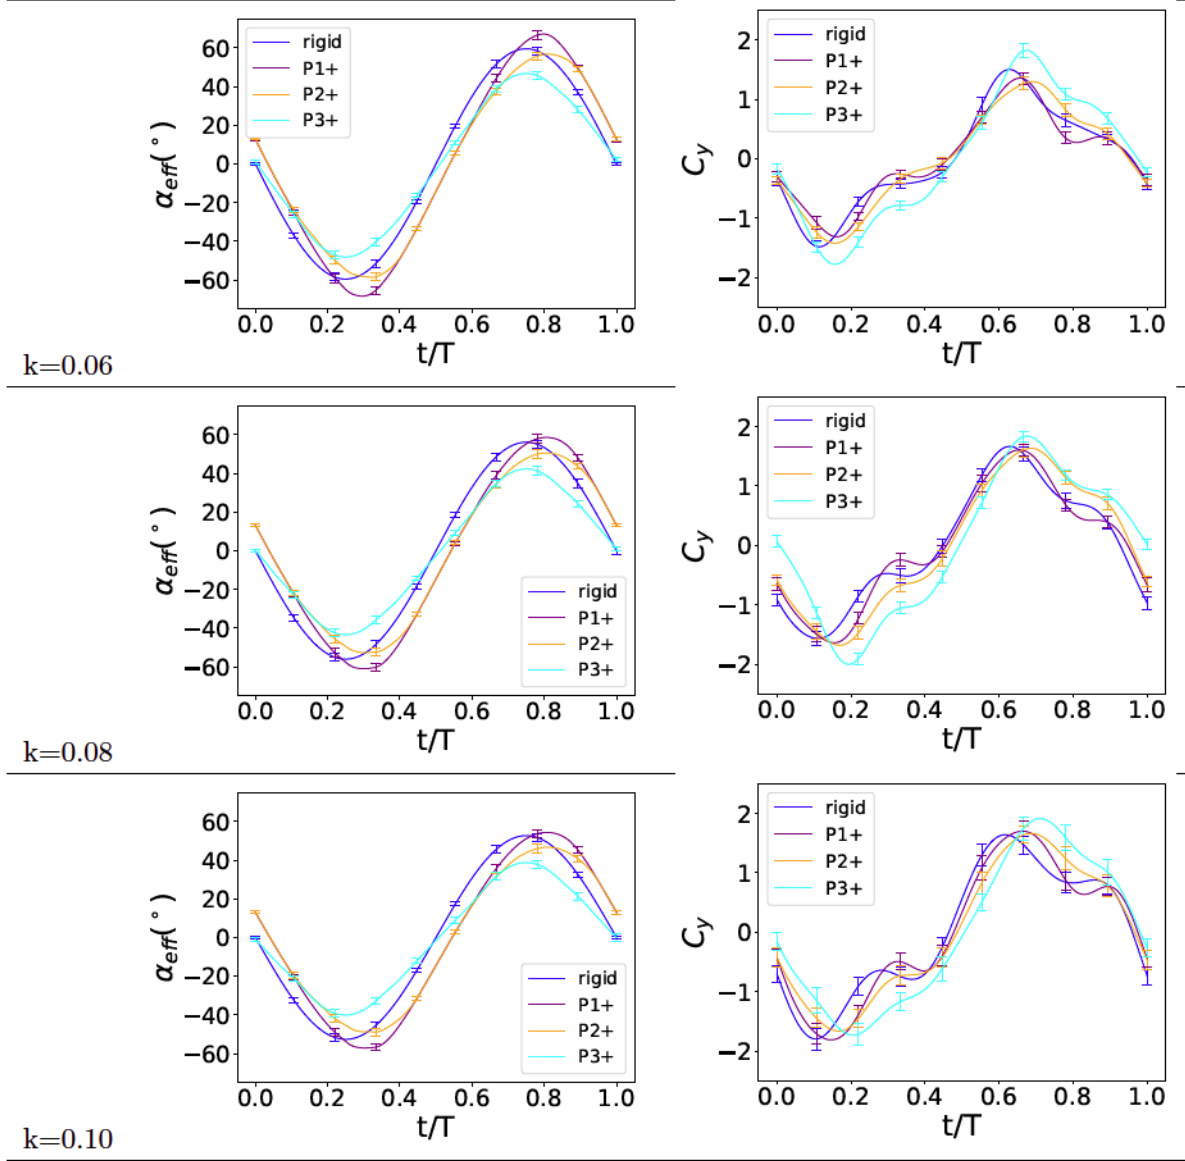 60
40
20
0
−20
−40
−60
α_eff(°)
rigid
P1+
P2+
P3+
0.0 0.2 0.4 0.6 0.8 1.0
t/T
2
1
0
−1
−2
C_y
rigid
P1+
P2+
P3+
0.0 0.2 0.4 0.6 0.8 1.0
t/T
k=0.06
60
40
20
0
−20
−40
−60
α_eff(°)
rigid
P1+
P2+
P3+
0.0 0.2 0.4 0.6 0.8 1.0
t/T
2
1
0
−1
−2
C_y
rigid
P1+
P2+
P3+
0.0 0.2 0.4 0.6 0.8 1.0
t/T
k=0.08
60
40
20
0
−20
−40
−60
α_eff(°)
rigid
P1+
P2+
P3+
0.0 0.2 0.4 0.6 0.8 1.0
t/T
2
1
0
−1
−2
C_y
rigid
P1+
P2+
P3+
0.0 0.2 0.4 0.6 0.8 1.0
t/T
k=0.10